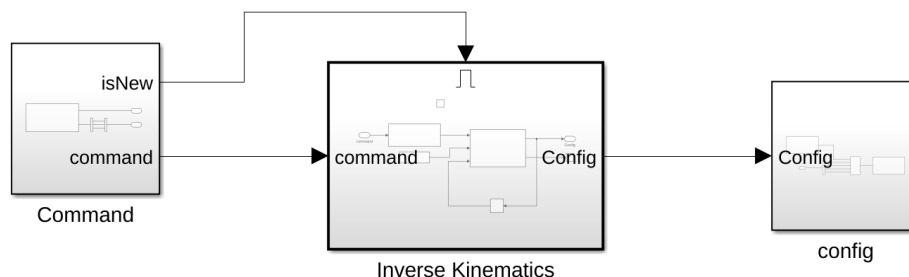 isNew
command
Command
command
Config
Inverse Kinematics
Config
config